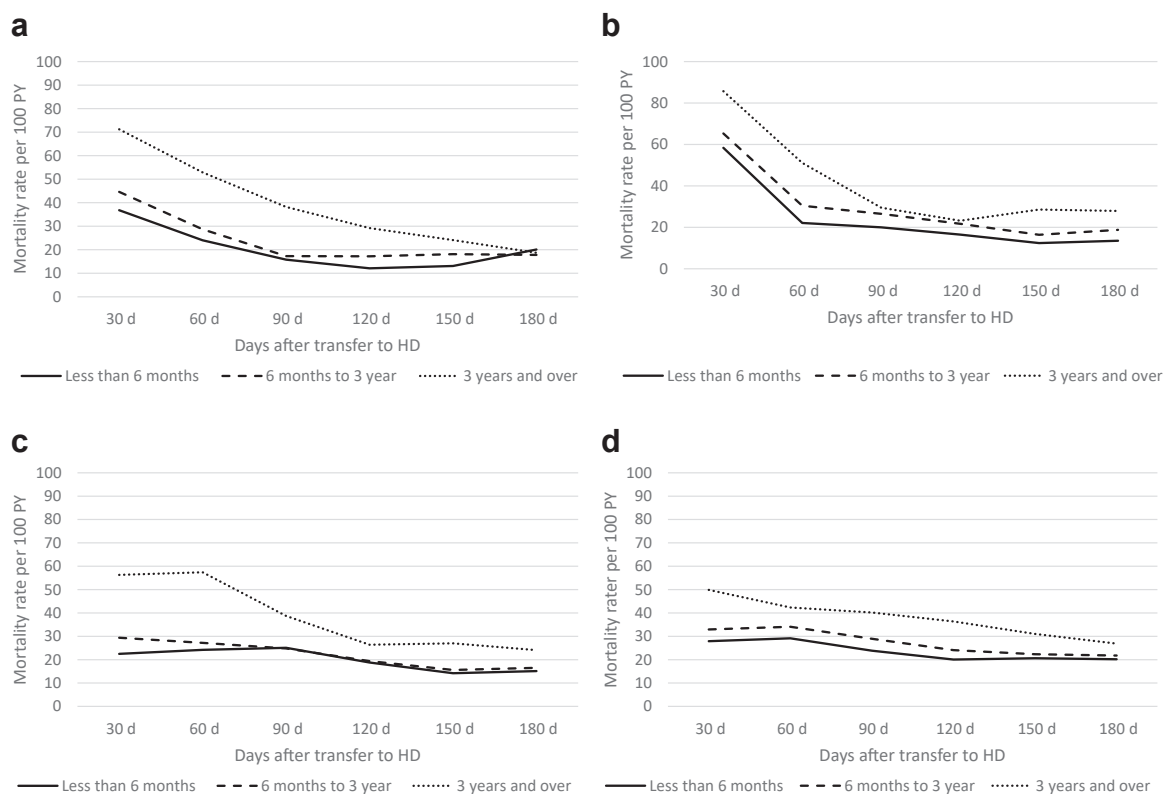 a
100
90
80
70
60
50
40
30
20
10
0
Mortality rate per 100 PY
30 d 60 d 90 d 120 d 150 d 180 d
Days after transfer to HD
Less than 6 months 6 months to 3 year 3 years and over
b
100
80
60
40
20
0
Mortality rate per 100 PY
30 d 60 d 90 d 120 d 150 d 180 d
Days after transfer to HD
Less than 6 months 6 months to 3 year 3 years and over
c
100
90
80
70
60
50
40
30
20
10
0
Mortality rate per 100 PY
30 d 60 d 90 d 120 d 150 d 180 d
Days after transfer to HD
Less than 6 months 6 months to 3 year 3 years and over
d
100
90
80
70
60
50
40
30
20
10
0
Mortality rater per 100 PY
30 d 60 d 90 d 120 d 150 d 180 d
Days after transfer to HD
Less than 6 months 6 months to 3 year 3 years and over